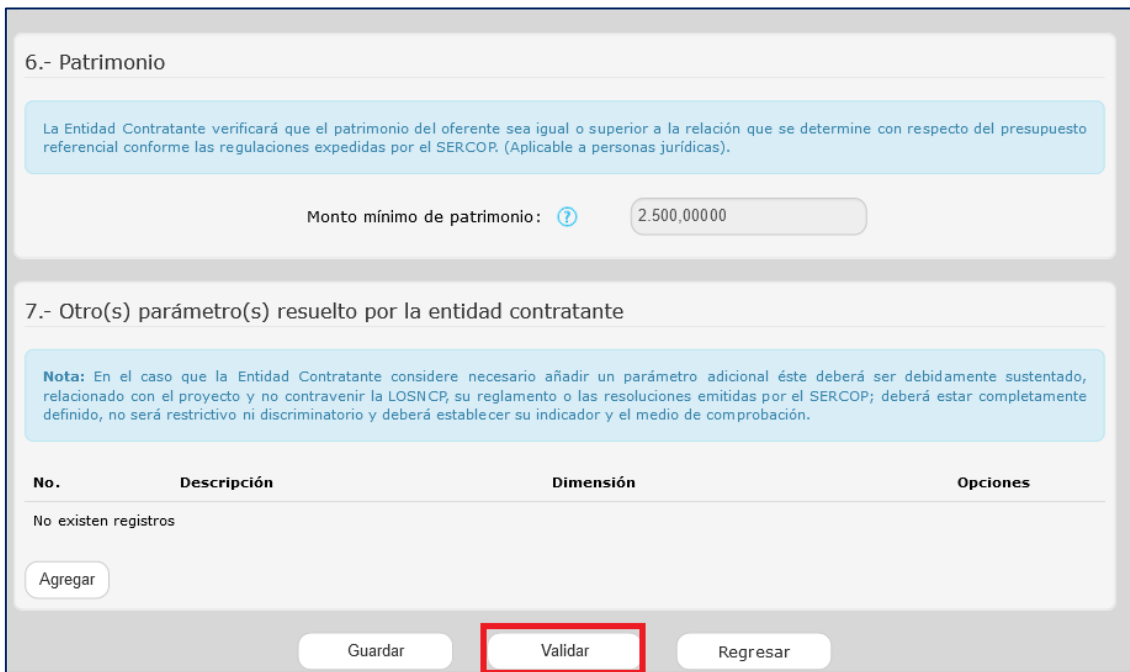 6.- Patrimonio
La Entidad Contratante verificará que el patrimonio del oferente sea igual o superior a la relación que se determine con respecto del presupuesto
referencial conforme las regulaciones expedidas por el SERCOP. (Aplicable a personas jurídicas).
Monto mínimo de patrimonio: ? 2.500,00000
7.- Otro(s) parámetro(s) resuelto por la entidad contratante
Nota: En el caso que la Entidad Contratante considere necesario añadir un parámetro adicional éste deberá ser debidamente sustentado,
relacionado con el proyecto y no contravenir la LOSNCP, su reglamento o las resoluciones emitidas por el SERCOP; deberá estar completamente
definido, no será restrictivo ni discriminatorio y deberá establecer su indicador y el medio de comprobación.
No. Descripción Dimensión Opciones
No existen registros
Agregar
Guardar Validar Regresar